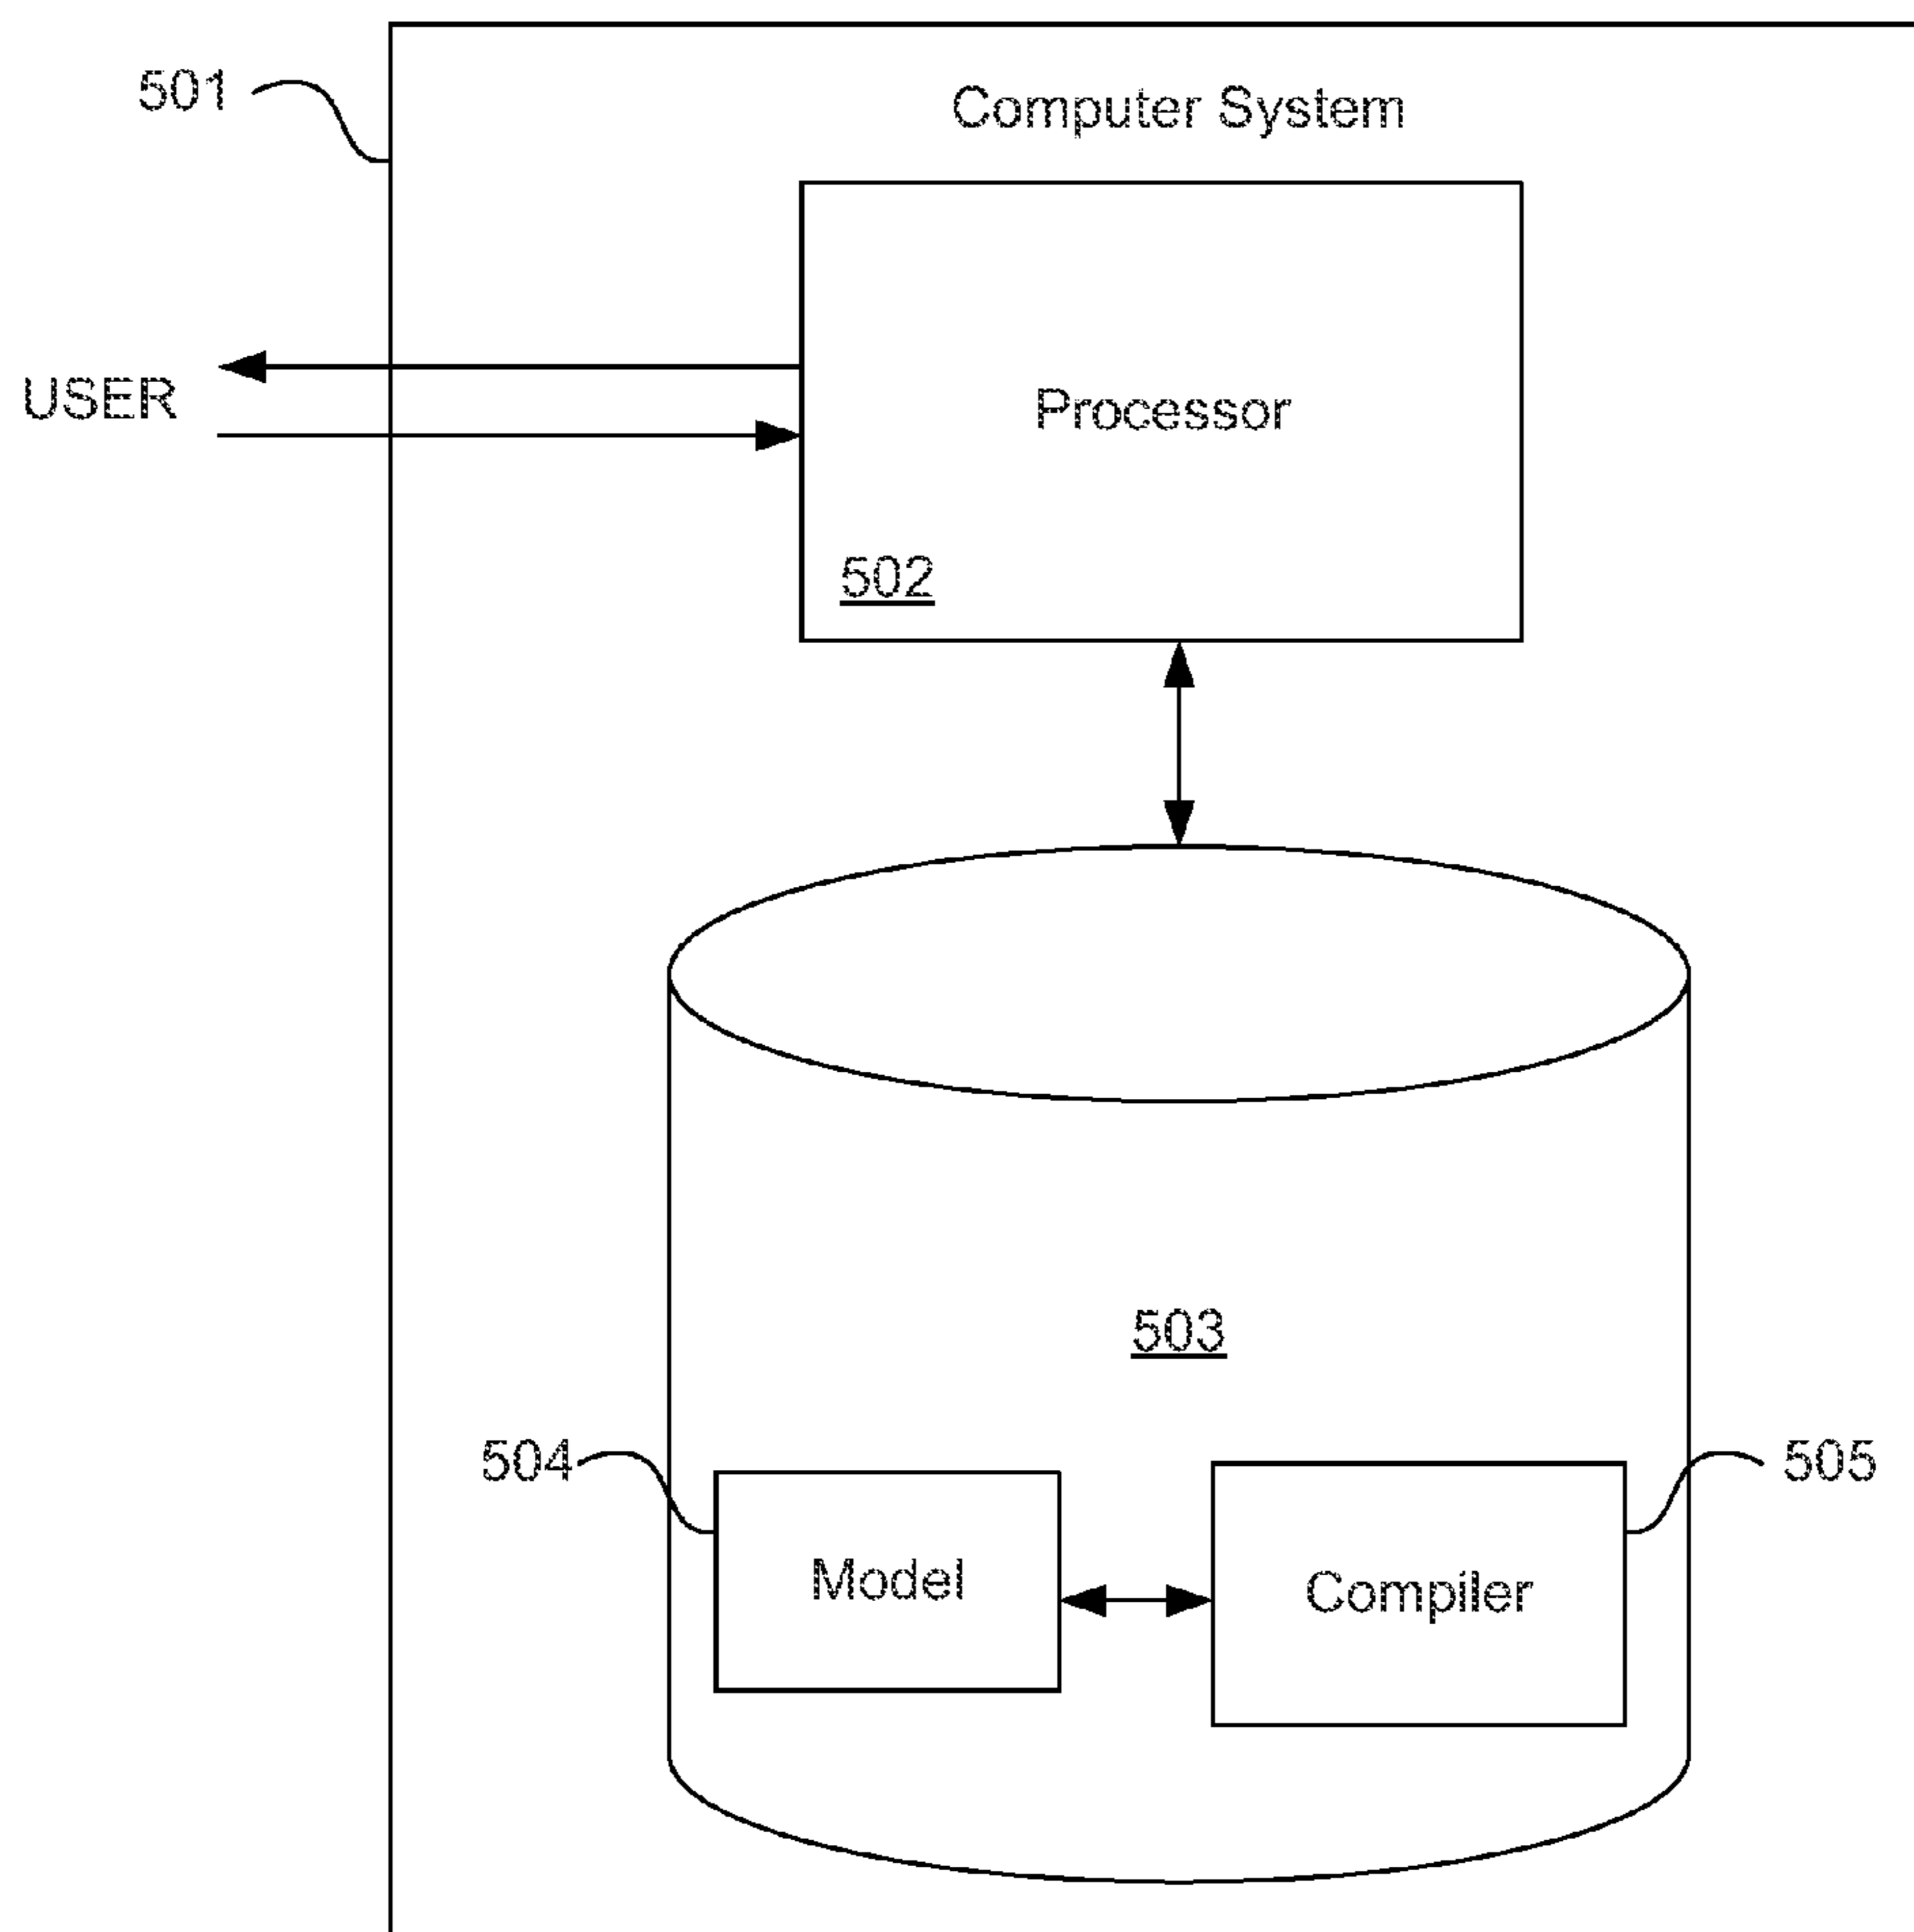 501
Computer System
USER
Processor
502
503
504
505
Model
Compiler